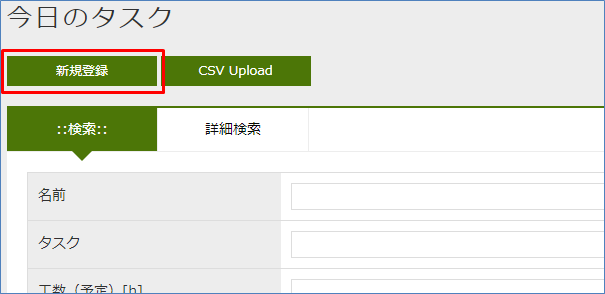 今日のタスク
新規登録 CSV Upload
::検索:: 詳細検索
名前
タスク
工数（予定）[h]